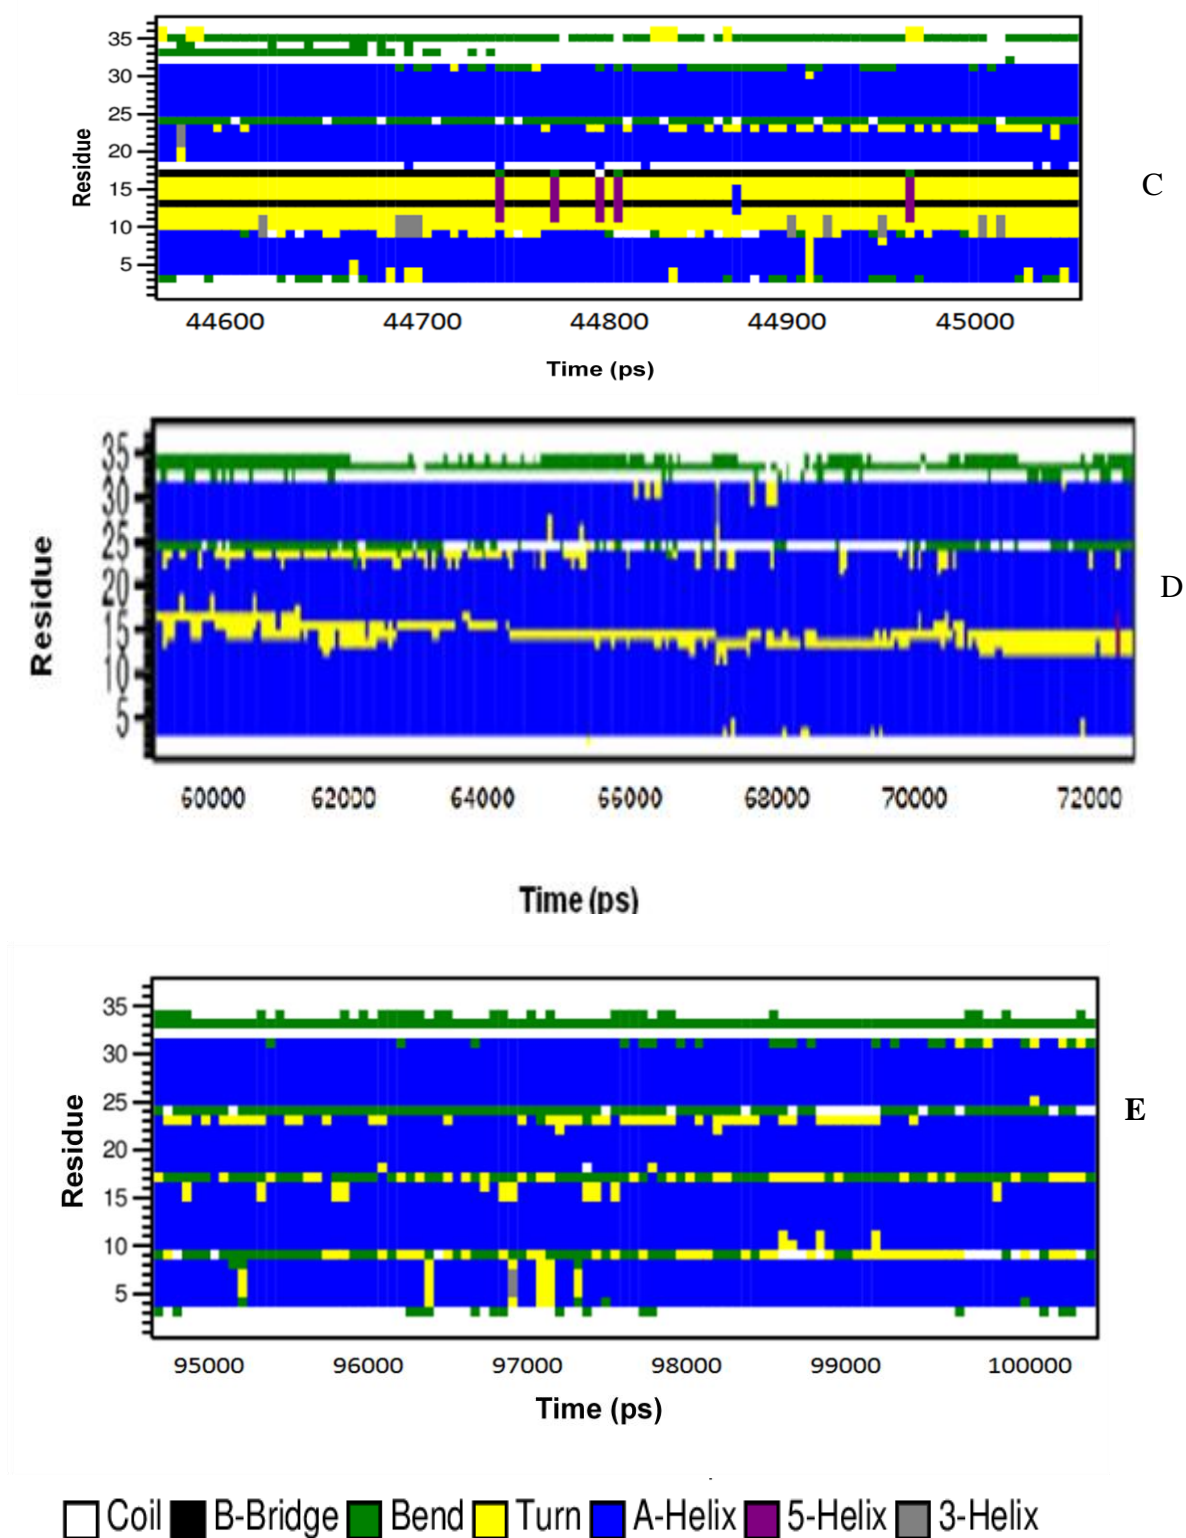 35
30
25
20
15
10
5
Residue
C
44600 44700 44800 44900 45000
Time (ps)
35
30
25
20
15
10
5
Residue
D
60000 62000 64000 66000 68000 70000 72000
Time (ps)
35
30
25
20
15
10
5
Residue
E
95000 96000 97000 98000 99000 100000
Time (ps)
Coil B-Bridge Bend Turn A-Helix 5-Helix 3-Helix